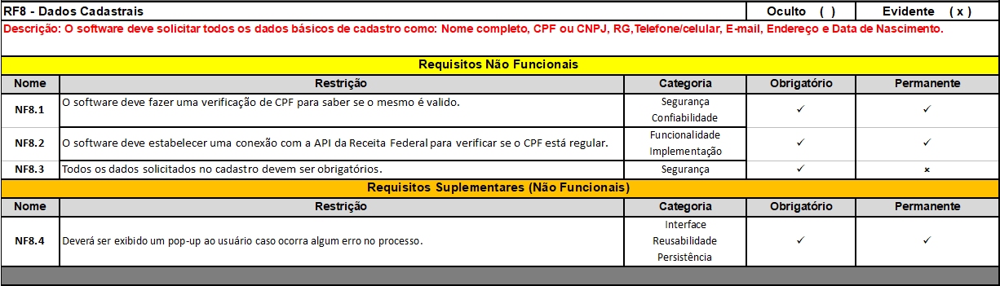 RF8 - Dados Cadastrais Oculto ( ) Evidente ( x )
Descrição: O software deve solicitar todos os dados básicos de cadastro como: Nome completo, CPF ou CNPJ, RG,Telefone/celular, E-mail, Endereço e Data de Nascimento.
Requisitos Não Funcionais
Nome Restrição Categoria Obrigatório Permanente
NF8.1 O software deve fazer uma verificação de CPF para saber se o mesmo é valido. Segurança Confiabilidade ✓ ✓
NF8.2 O software deve estabelecer uma conexão com a API da Receita Federal para verificar se o CPF está regular. Funcionalidade Implementação ✓ ✓
NF8.3 Todos os dados solicitados no cadastro devem ser obrigatórios. Segurança ✓ ×
Requisitos Suplementares (Não Funcionais)
Nome Restrição Categoria Obrigatório Permanente
NF8.4 Deverá ser exibido um pop-up ao usuário caso ocorra algum erro no processo. Interface Reusabilidade Persistência ✓ ✓